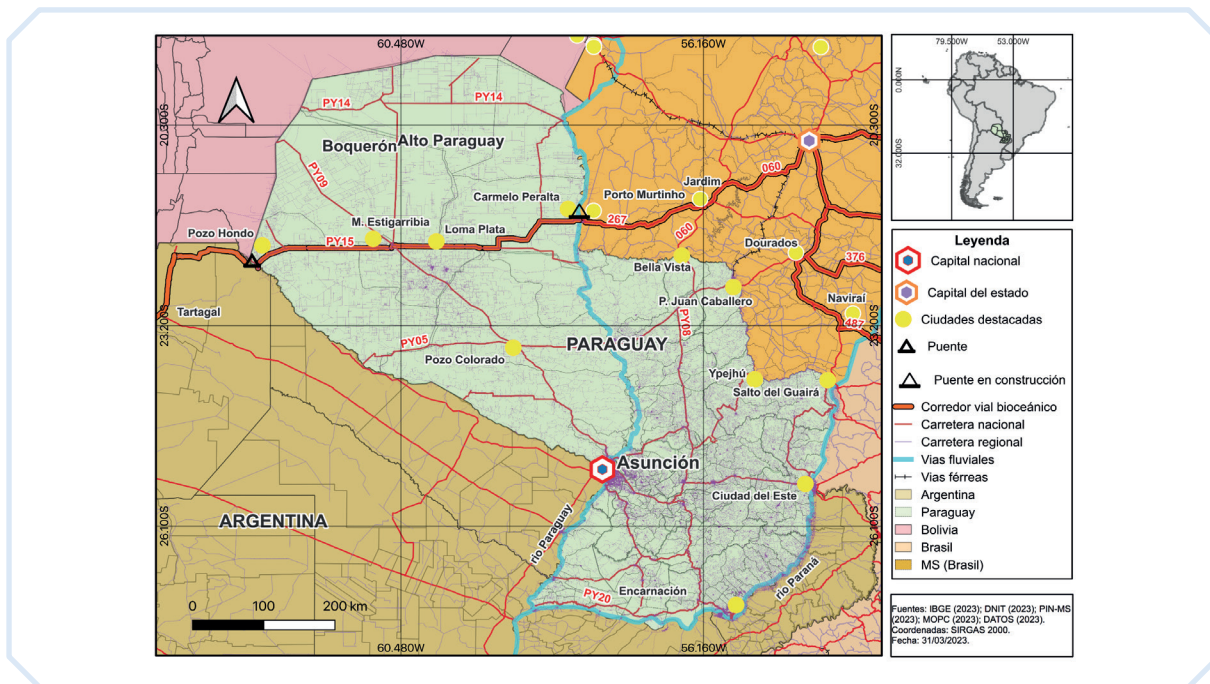 60.480W
56.160W
20.300S
20.300S
PY14
PY14
Boquerón
Alto Paraguay
PY09
060
Jardim
Carmelo Peralta
Porto Murtinho
267
M. Estigarribia
Loma Plata
060
Pozo Hondo
PY15
Dourados
376
Bella Vista
P. Juan Caballero
Naviraí
Tartagal
487
23.200S
23.200S
PY08
PY05
PARAGUAY
Pozo Colorado
Ypejhú
Salto del Guairá
Asunción
Ciudad del Este
ARGENTINA
río Paraguay
26.100S
26.100S
río Paraná
Encarnación
PY20
0 100 200 km
60.480W
56.160W
79.500W 53.000W
0.000N
32.000S
Leyenda
Capital nacional
Capital del estado
Ciudades destacadas
Puente
Puente en construcción
Corredor vial bioceánico
Carretera nacional
Carretera regional
Vias fluviales
Vias férreas
Argentina
Paraguay
Bolivia
Brasil
MS (Brasil)
Fuentes: IBGE (2023); DNIT (2023); PIN-MS
(2023); MOPC (2023); DATOS (2023).
Coordenadas: SIRGAS 2000.
Fecha: 31/03/2023.